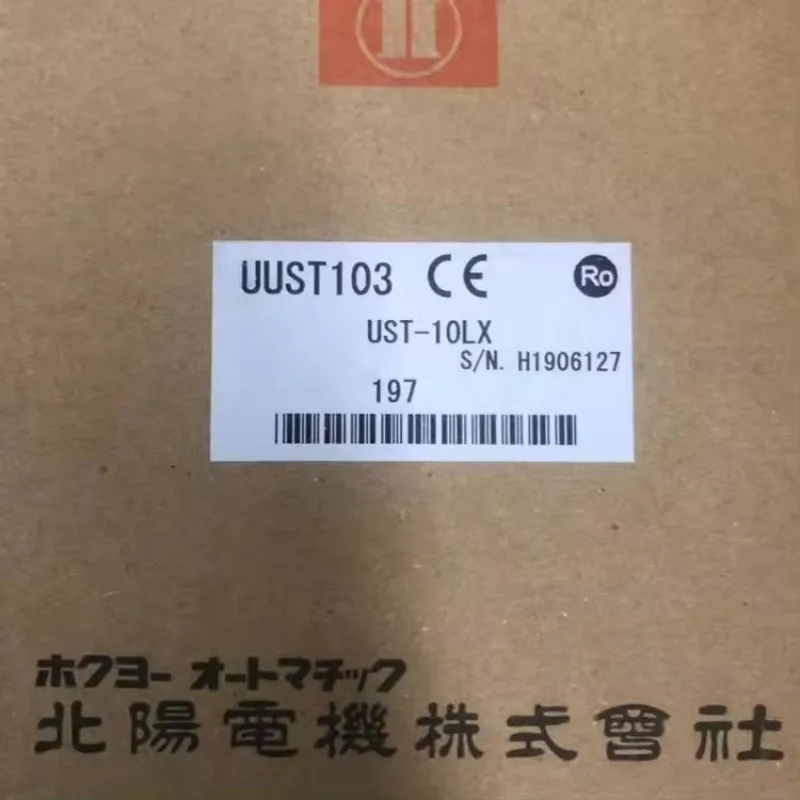 UUST103 CE Ro
UST-10LX
S/N. H1906127
197
ホクヨー オートマチック
北陽電機株式會社